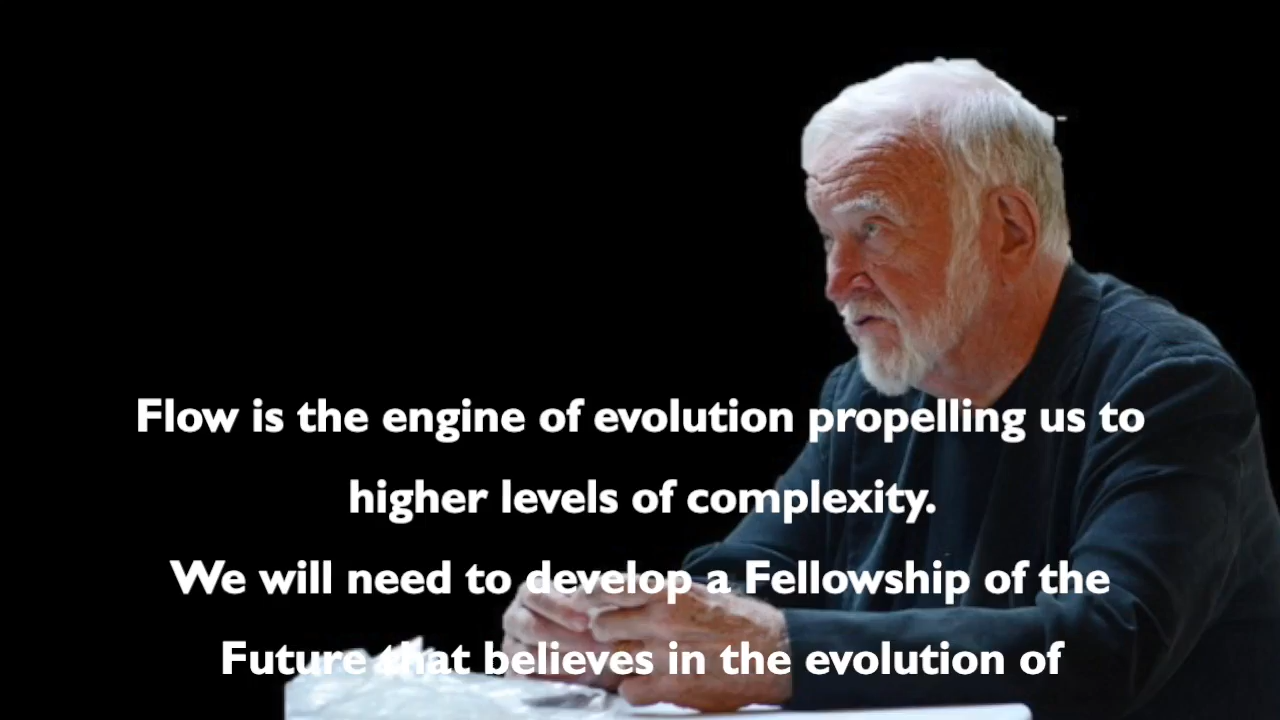 Flow is the engine of evolution propelling us to
higher levels of complexity.
We will need to develop a Fellowship of the
Future that believes in the evolution of